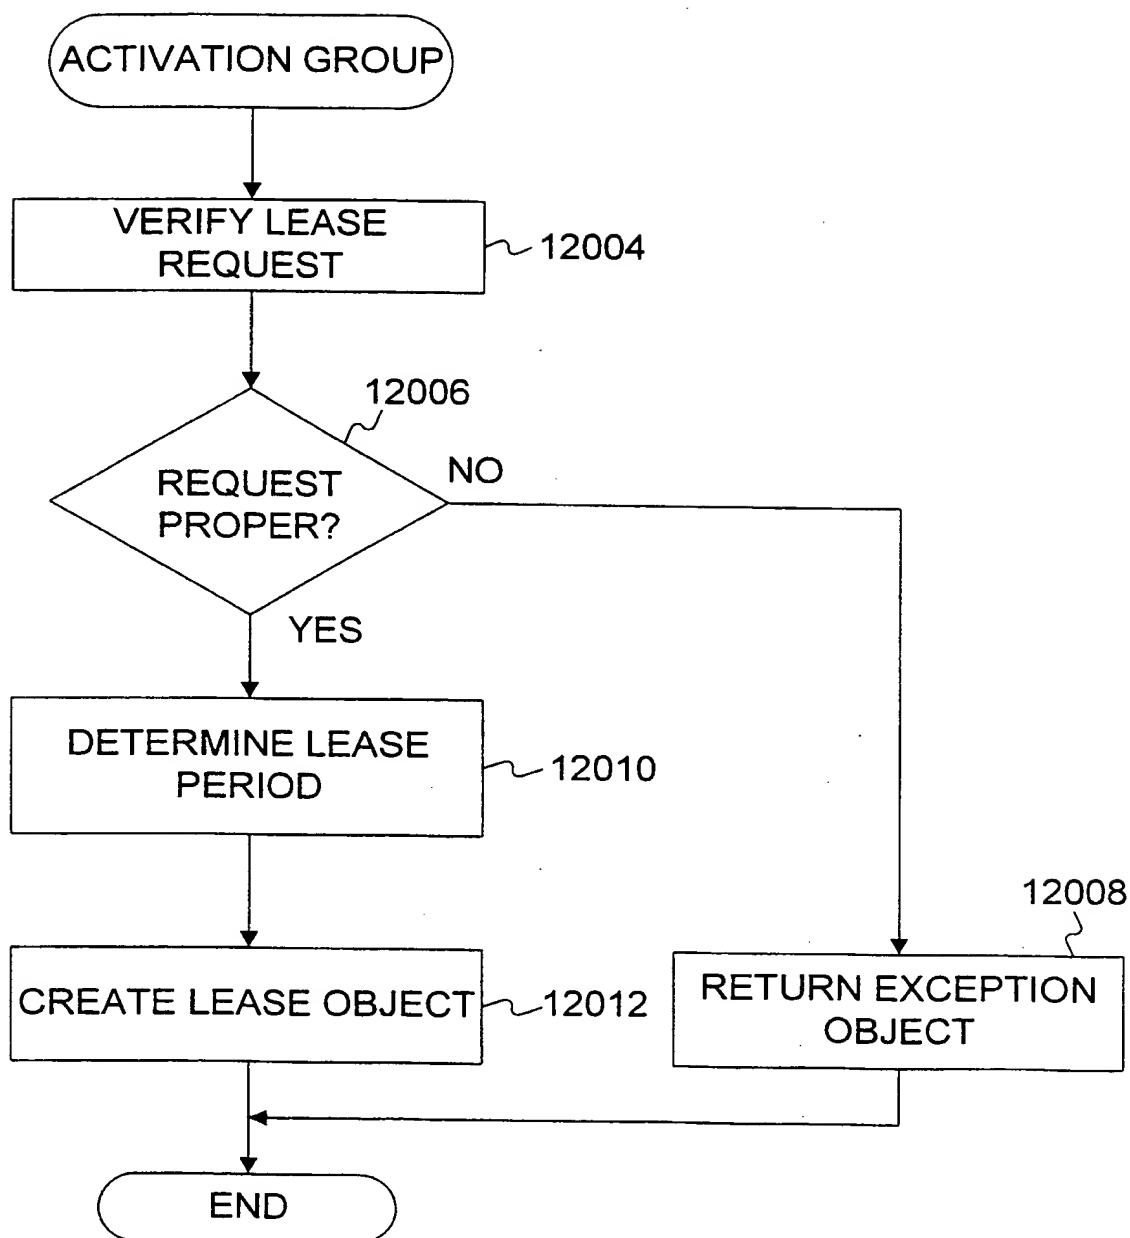 ACTIVATION GROUP
VERIFY LEASE
REQUEST
12004
12006
REQUEST
PROPER?
NO
YES
DETERMINE LEASE
PERIOD
12010
12008
CREATE LEASE OBJECT
12012
RETURN EXCEPTION
OBJECT
END